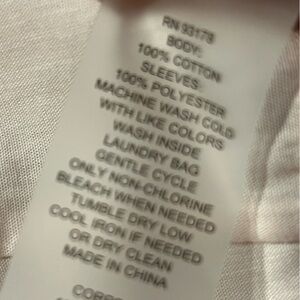 RN 93178
BODY:
100% COTTON
SLEEVES:
100% POLYESTER
MACHINE WASH COLD
WITH LIKE COLORS
WASH INSIDE
LAUNDRY BAG
GENTLE CYCLE
ONLY NON-CHLORINE
BLEACH WHEN NEEDED
TUMBLE DRY LOW
COOL IRON IF NEEDED
OR DRY CLEAN
MADE IN CHINA